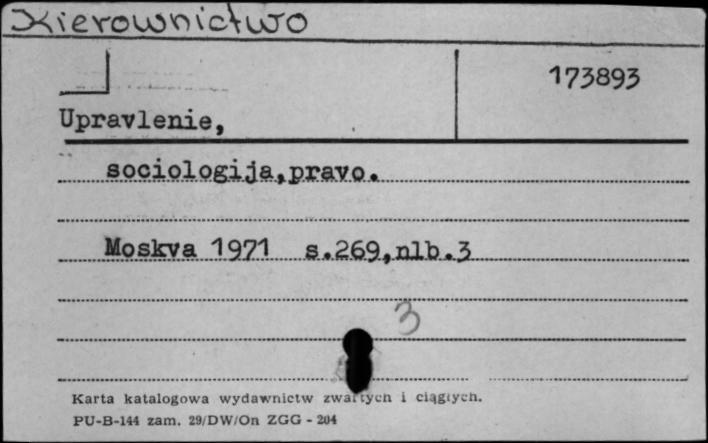 Kierownictwo
173893
Upravlenie,
sociologija,pravo.
Moskva 1971 s.269,nlb.3
3
Karta katalogowa wydawnictw zwartych i ciągłych.
PU-B-144 zam. 29/DW/On ZGG - 204